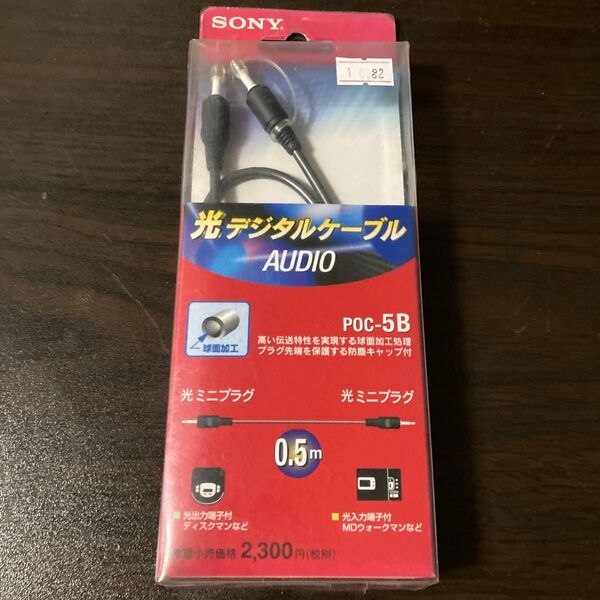 SONY
光デジタルケーブル
AUDIO
POC-5B
球面加工
高い伝送特性を実現する球面加工処理
プラグ先端を保護する防塵キャップ付
光ミニプラグ 光ミニプラグ
0.5m
光出力端子付
ディスクマンなど
光入力端子付
MDウォークマンなど
希望小売価格 2,300円(税別)